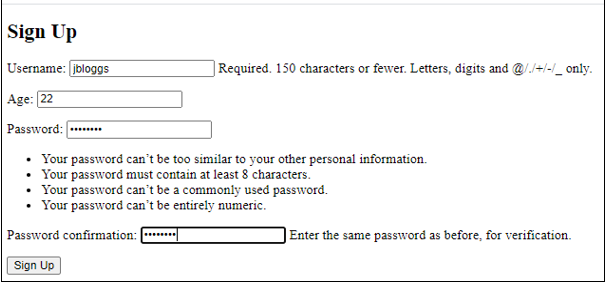 Sign Up
Username: jbloggs Required. 150 characters or fewer. Letters, digits and @/./+/-/_ only.
Age: 22
Password: ••••••••
• Your password can’t be too similar to your other personal information.
• Your password must contain at least 8 characters.
• Your password can’t be a commonly used password.
• Your password can’t be entirely numeric.
Password confirmation: •••••••• Enter the same password as before, for verification.
Sign Up